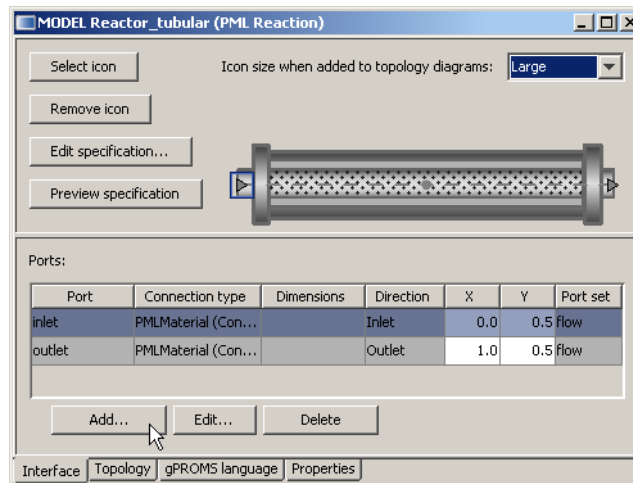 MODEL Reactor_tubular (PML Reaction)
Select icon
Icon size when added to topology diagrams:
Large
Remove icon
Edit specification...
Preview specification
Ports:
Port Connection type Dimensions Direction X Y Port set
inlet PMLMaterial (Con... Inlet 0.0 0.5 flow
outlet PMLMaterial (Con... Outlet 1.0 0.5 flow
Add... Edit... Delete
Interface Topology gPROMS language Properties